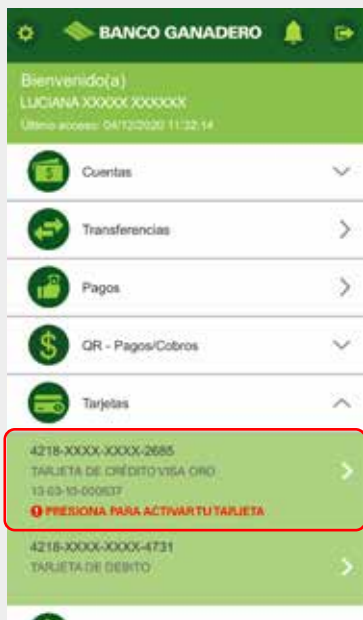 BANCO GANADERO
Bienvenido(a)
LUCIANA XXXXX XXXXXX
Último acceso: 04/12/2020 11:32:14
Cuentas
Transferencias
Pagos
QR - Pagos/Cobros
Tarjetas
4218-XXXX-XXXX-2685
TARJETA DE CRÉDITO VISA ORO
13-03-10-000637
PRESIONA PARA ACTIVAR TU TARJETA
4218-XXXX-XXXX-4731
TARJETA DE DEBITO